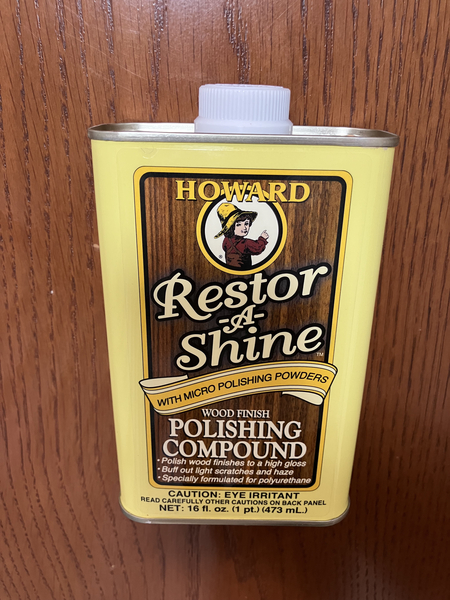 HOWARD
®
Restor
-A-
Shine™
WITH MICRO POLISHING POWDERS
WOOD FINISH
POLISHING
COMPOUND
• Polish wood finishes to a high gloss
• Buff out light scratches and haze
• Specially formulated for polyurethane
CAUTION: EYE IRRITANT
READ CAREFULLY OTHER CAUTIONS ON BACK PANEL
NET: 16 fl. oz. (1 pt.) (473 mL.)